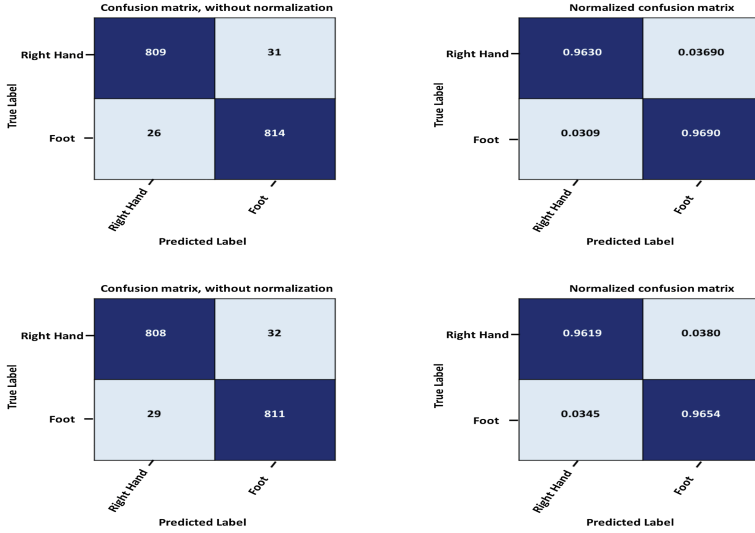 Confusion matrix, without normalization
Right Hand
809
31
True Label
Foot
26
814
Right Hand
Foot
Predicted Label
Normalized confusion matrix
Right Hand
0.9630
0.03690
True Label
Foot
0.0309
0.9690
Right Hand
Foot
Predicted Label
Confusion matrix, without normalization
Right Hand
808
32
True Label
Foot
29
811
Right Hand
Foot
Predicted Label
Normalized confusion matrix
Right Hand
0.9619
0.0380
True Label
Foot
0.0345
0.9654
Right Hand
Foot
Predicted Label